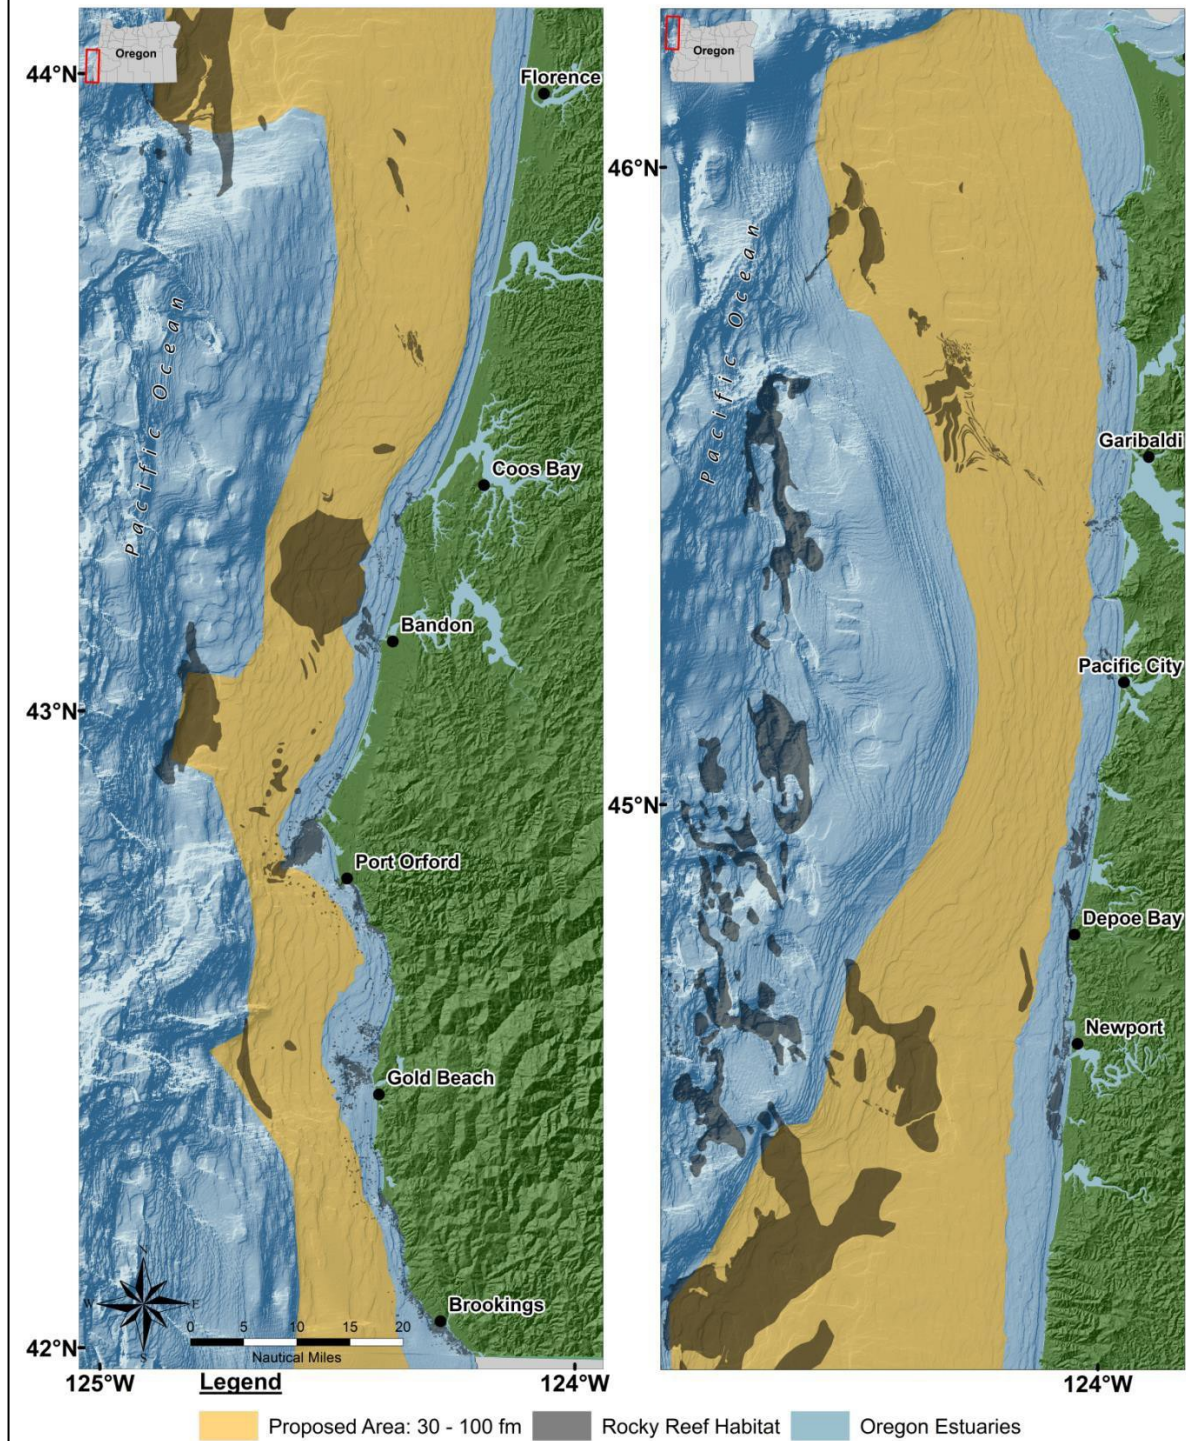 Oregon
44°N
Florence
Pacific Ocean
Coos Bay
Bandon
43°N
Port Orford
Gold Beach
N
W
E
S
Brookings
0 5 10 15 20
Nautical Miles
42°N
125°W
124°W
Oregon
46°N
Pacific Ocean
Garibaldi
Pacific City
45°N
Depoe Bay
Newport
124°W
Legend
Proposed Area: 30 - 100 fm
Rocky Reef Habitat
Oregon Estuaries